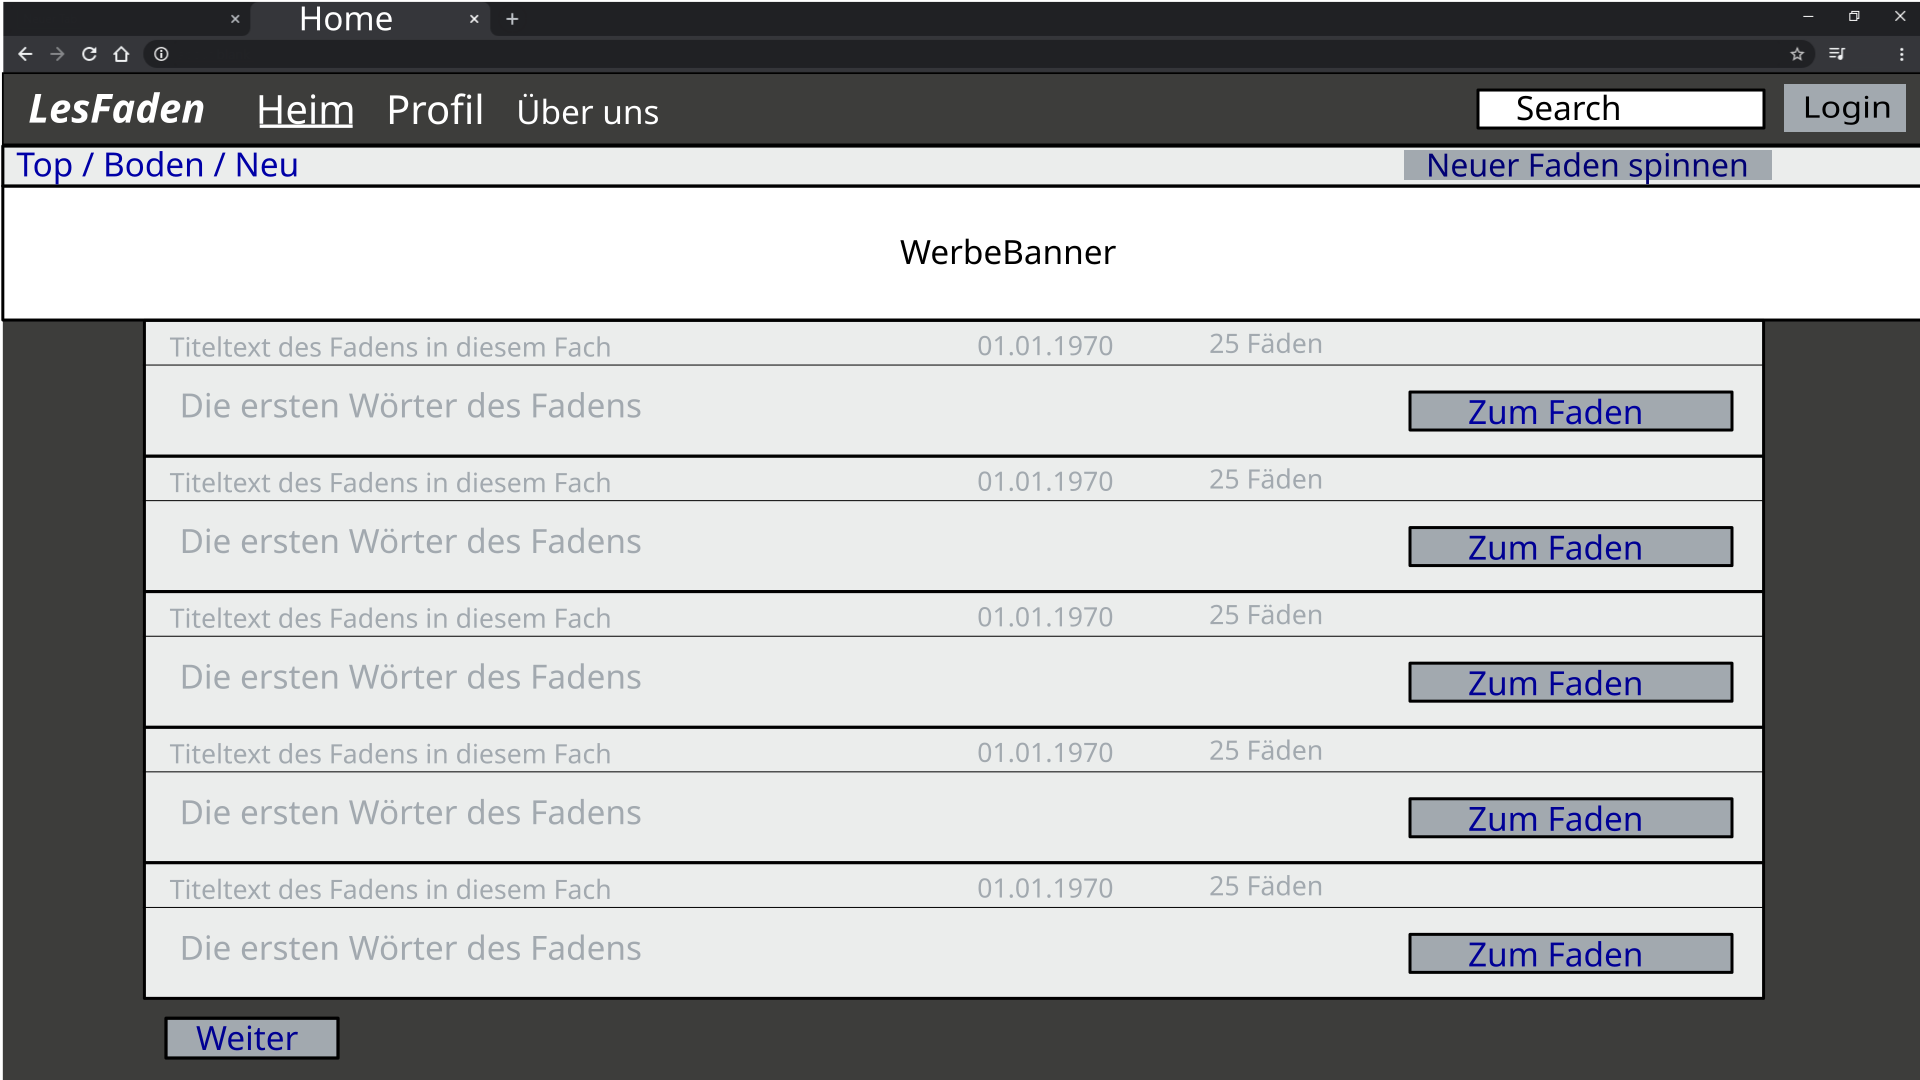 Home
LesFaden Heim Profil Über uns Search Login
Top / Boden / Neu Neuer Faden spinnen
WerbeBanner
Titeltext des Fadens in diesem Fach 01.01.1970 25 Fäden
Die ersten Wörter des Fadens Zum Faden
Titeltext des Fadens in diesem Fach 01.01.1970 25 Fäden
Die ersten Wörter des Fadens Zum Faden
Titeltext des Fadens in diesem Fach 01.01.1970 25 Fäden
Die ersten Wörter des Fadens Zum Faden
Titeltext des Fadens in diesem Fach 01.01.1970 25 Fäden
Die ersten Wörter des Fadens Zum Faden
Titeltext des Fadens in diesem Fach 01.01.1970 25 Fäden
Die ersten Wörter des Fadens Zum Faden
Weiter